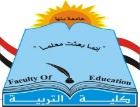 جامعة بنها
إنما بعثت معلما
Faculty Of Education
كلية التربية